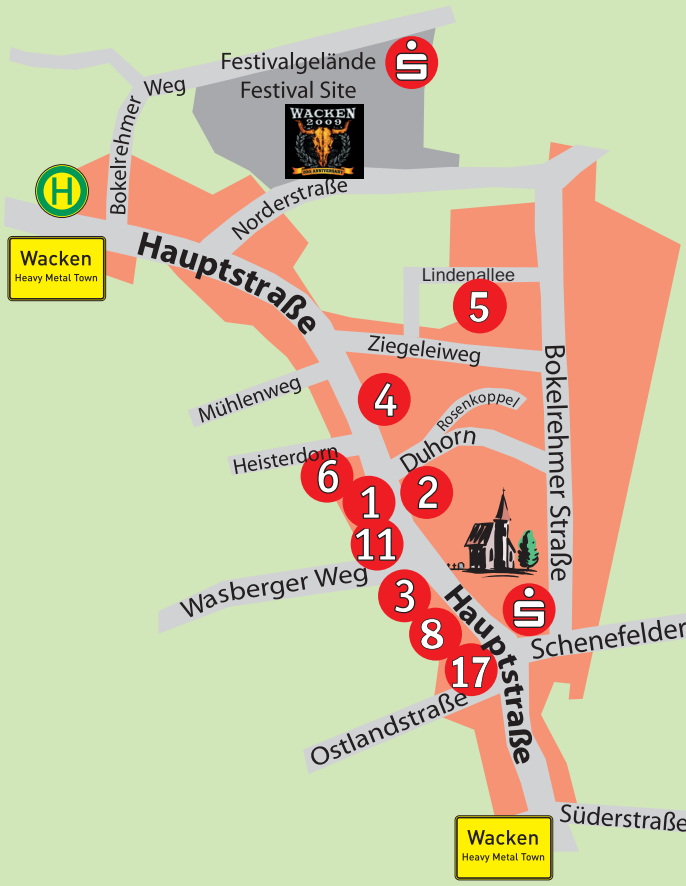 Festivalgelände
Festival Site
WACKEN
2009
Bokelrehmer Weg
H
Norderstraße
Wacken
Heavy Metal Town
Hauptstraße
Lindenallee
5
Ziegeleiweg
Bokelrehmer Straße
Mühlenweg
4
Rosenkoppel
Duhorn
Heisterdorn
6
1
2
11
Wasberger Weg
3
8
17
Hauptstraße
Schenefelder
Ostlandstraße
Süderstraße
Wacken
Heavy Metal Town